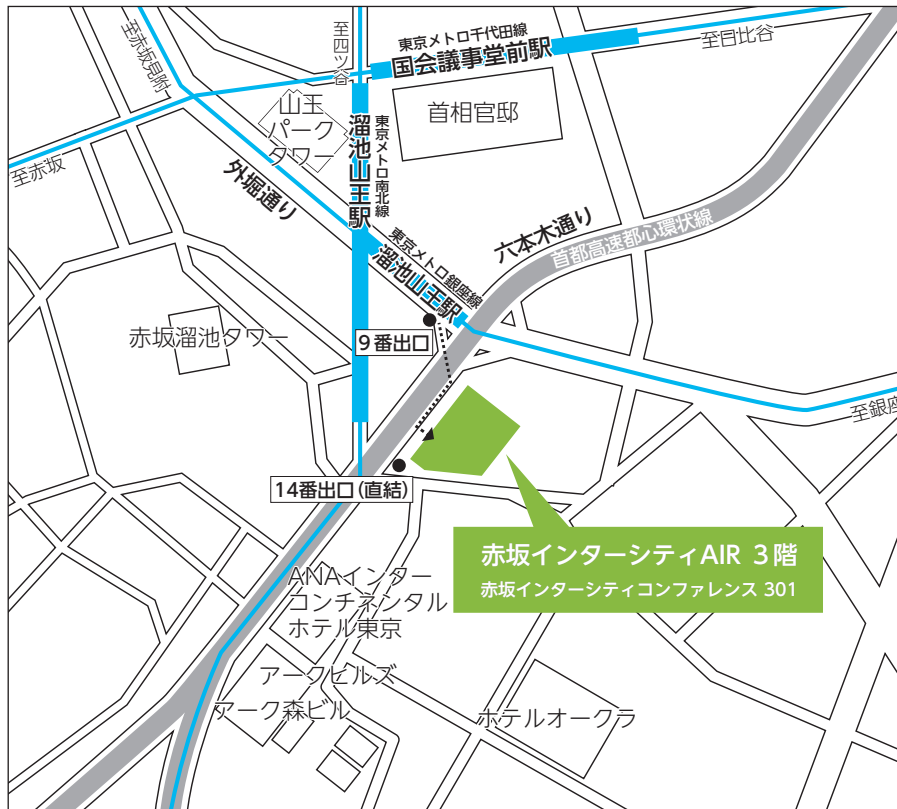 至赤坂見附
至四ツ谷
東京メトロ千代田線
国会議事堂前駅
至日比谷
山王
パーク
タワー
首相官邸
東京メトロ南北線
溜池山王駅
至赤坂
外堀通り
東京メトロ銀座線
溜池山王駅
六本木通り
首都高速都心環状線
赤坂溜池タワー
9番出口
至銀座
14番出口(直結)
赤坂インターシティAIR 3階
赤坂インターシティコンファレンス 301
ANAインター
コンチネンタル
ホテル東京
アークヒルズ
アーク森ビル
ホテルオークラ